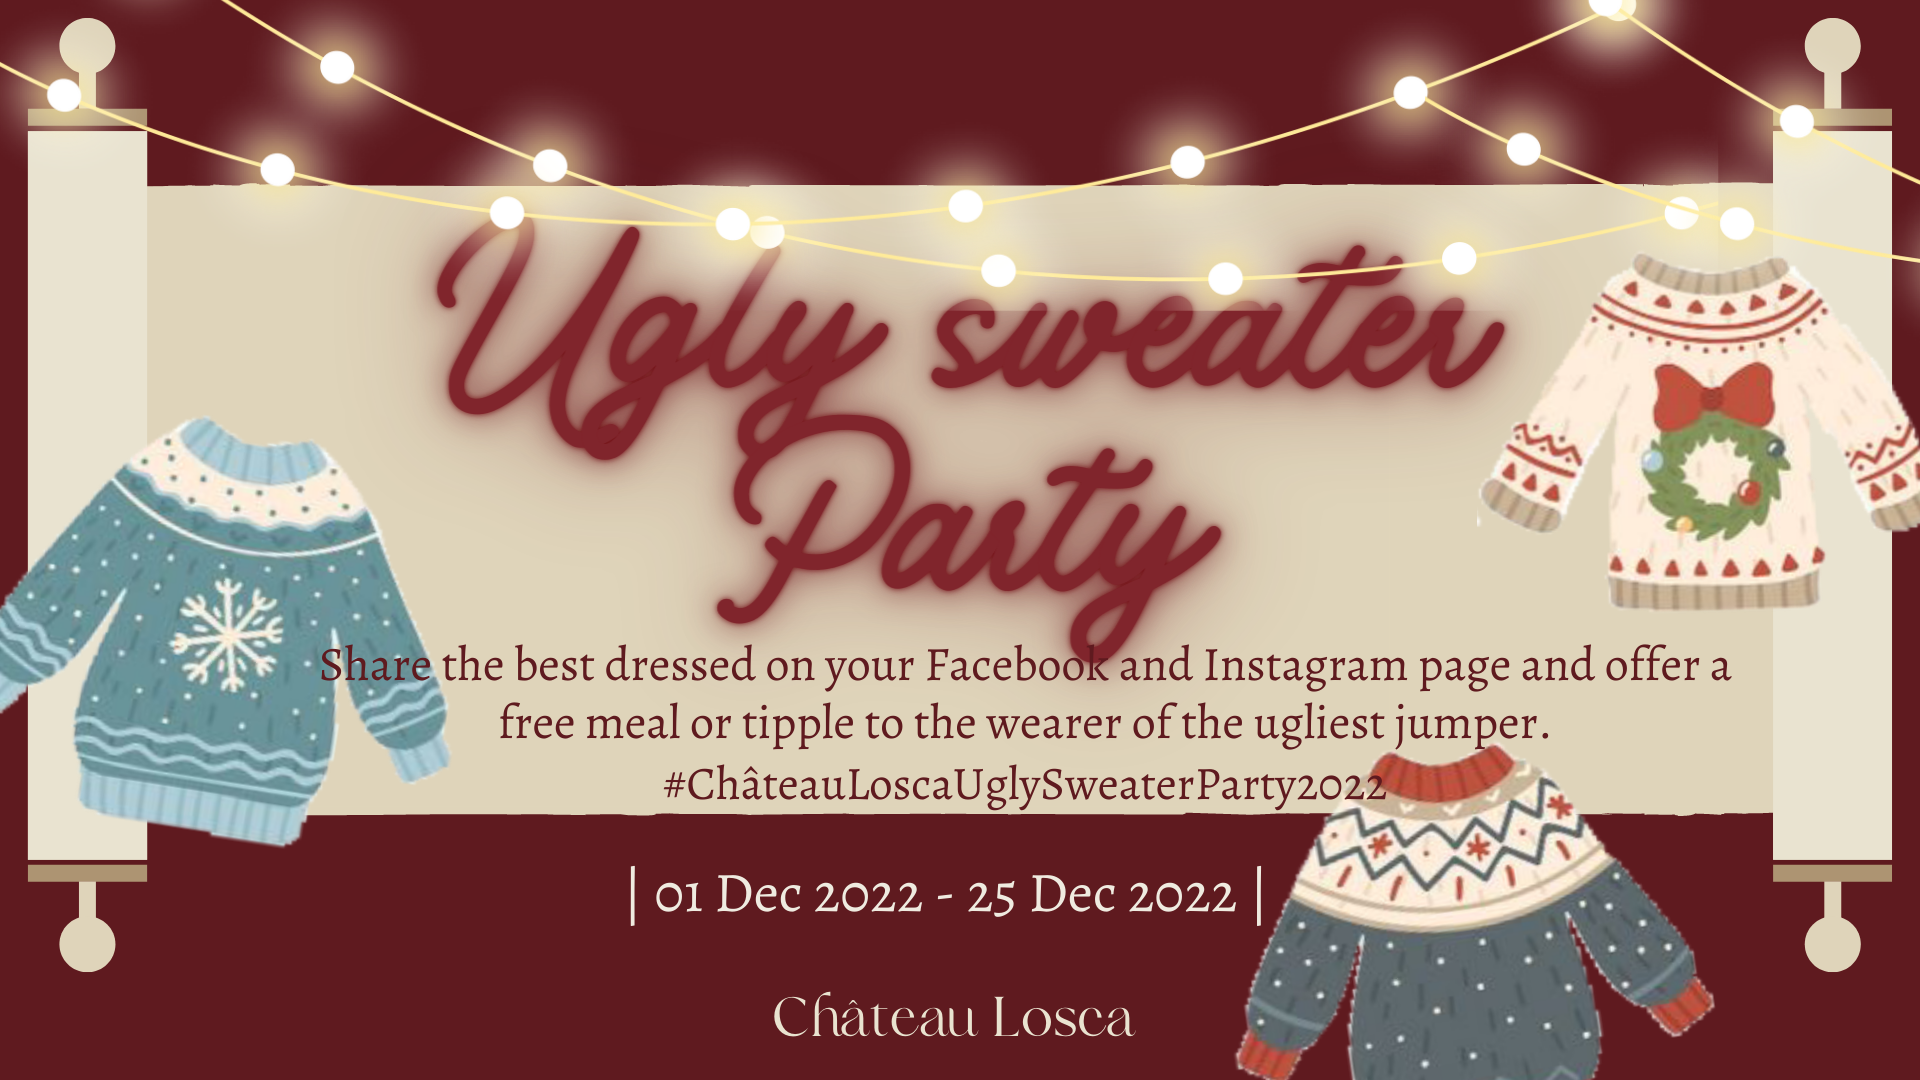 Ugly sweater
Party
Share the best dressed on your Facebook and Instagram page and offer a
free meal or tipple to the wearer of the ugliest jumper.
#ChâteauLoscaUglySweaterParty2022
| 01 Dec 2022 - 25 Dec 2022 |
Château Losca